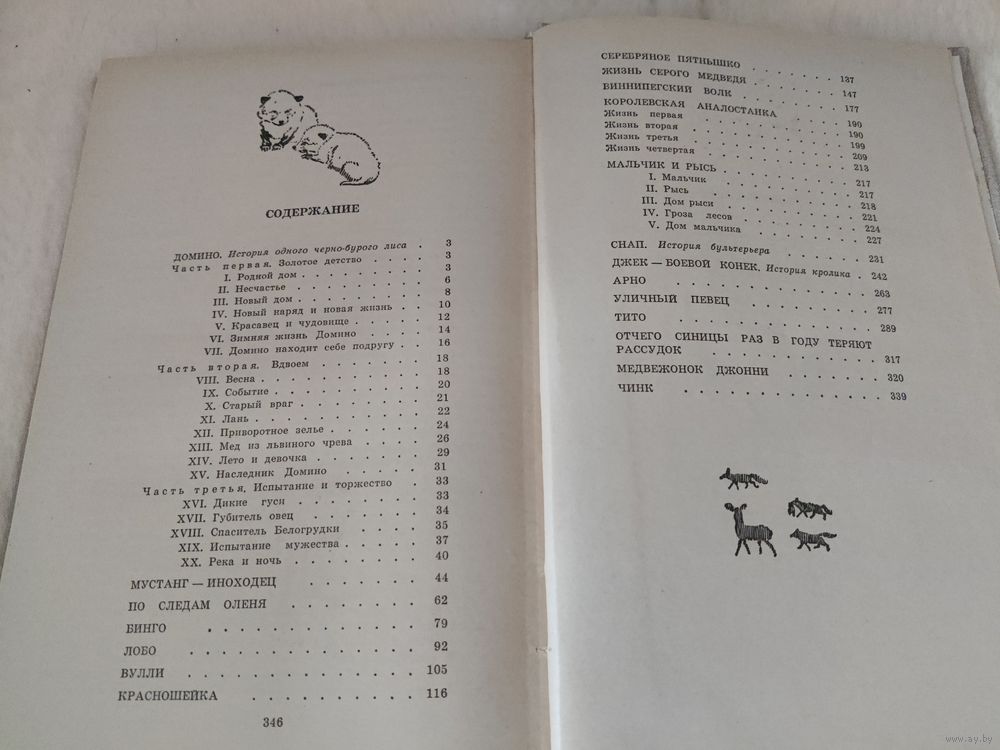 СОДЕРЖАНИЕ
ДОМИНО. История одного черно-бурого лиса . 3
Часть первая. Золотое детство . . . . 3
I. Родной дом . . . . . . . . 3
II. Несчастье . . . . . . . . 6
III. Новый дом . . . . . . . . 8
IV. Новый наряд и новая жизнь . . 10
V. Красавец и чудовище . . . . . 12
VI. Зимняя жизнь Домино . . . . 14
VII. Домино находит себе подругу . . 16
Часть вторая. Вдвоем . . . . . . 18
VIII. Весна . . . . . . . . . 18
IX. Событие . . . . . . . . 20
X. Старый враг . . . . . . . 21
XI. Лань . . . . . . . . . 22
XII. Приворотное зелье . . . . . 24
XIII. Мед из львиного чрева . . . . 26
XIV. Лето и девочка . . . . . . 29
XV. Наследник Домино . . . . . 31
Часть третья. Испытание и торжество . 33
XVI. Дикие гуси . . . . . . . 33
XVII. Губитель овец . . . . . . 34
XVIII. Спаситель Белогрудки . . . . 35
XIX. Испытание мужества . . . . . 37
XX. Река и ночь . . . . . . . 40
МУСТАНГ — ИНОХОДЕЦ . . . . . . . 44
ПО СЛЕДАМ ОЛЕНЯ . . . . . . . . 62
БИНГО . . . . . . . . . . . . 79
ЛОБО . . . . . . . . . . . . 92
ВУЛЛИ . . . . . . . . . . . . 105
КРАСНОШЕЙКА . . . . . . . . . . 116
346
СЕРЕБРЯНОЕ ПЯТНЫШКО . . . . . . 137
ЖИЗНЬ СЕРОГО МЕДВЕДЯ . . . . . . 147
ВИННИПЕГСКИЙ ВОЛК . . . . . . . 177
КОРОЛЕВСКАЯ АНАЛОСТАНКА . . . . 190
Жизнь первая . . . . . . . . . 190
Жизнь вторая . . . . . . . . . 199
Жизнь третья . . . . . . . . . 209
Жизнь четвертая . . . . . . . . 213
МАЛЬЧИК И РЫСЬ . . . . . . . . 217
I. Мальчик . . . . . . . . 217
II. Рысь . . . . . . . . . 218
III. Дом рыси . . . . . . . . 221
IV. Гроза лесов . . . . . . . 224
V. Дом мальчика . . . . . . . 227
СНАП. История бультерьера . . . . . 231
ДЖЕК — БОЕВОЙ КОНЕК. История кролика . 242
АРНО . . . . . . . . . . . . 263
УЛИЧНЫЙ ПЕВЕЦ . . . . . . . . 277
ТИТО . . . . . . . . . . . . 289
ОТЧЕГО СИНИЦЫ РАЗ В ГОДУ ТЕРЯЮТ
РАССУДОК . . . . . . . . . . 317
МЕДВЕЖОНОК ДЖОННИ . . . . . . 320
ЧИНК . . . . . . . . . . . . 339
www.ay.by